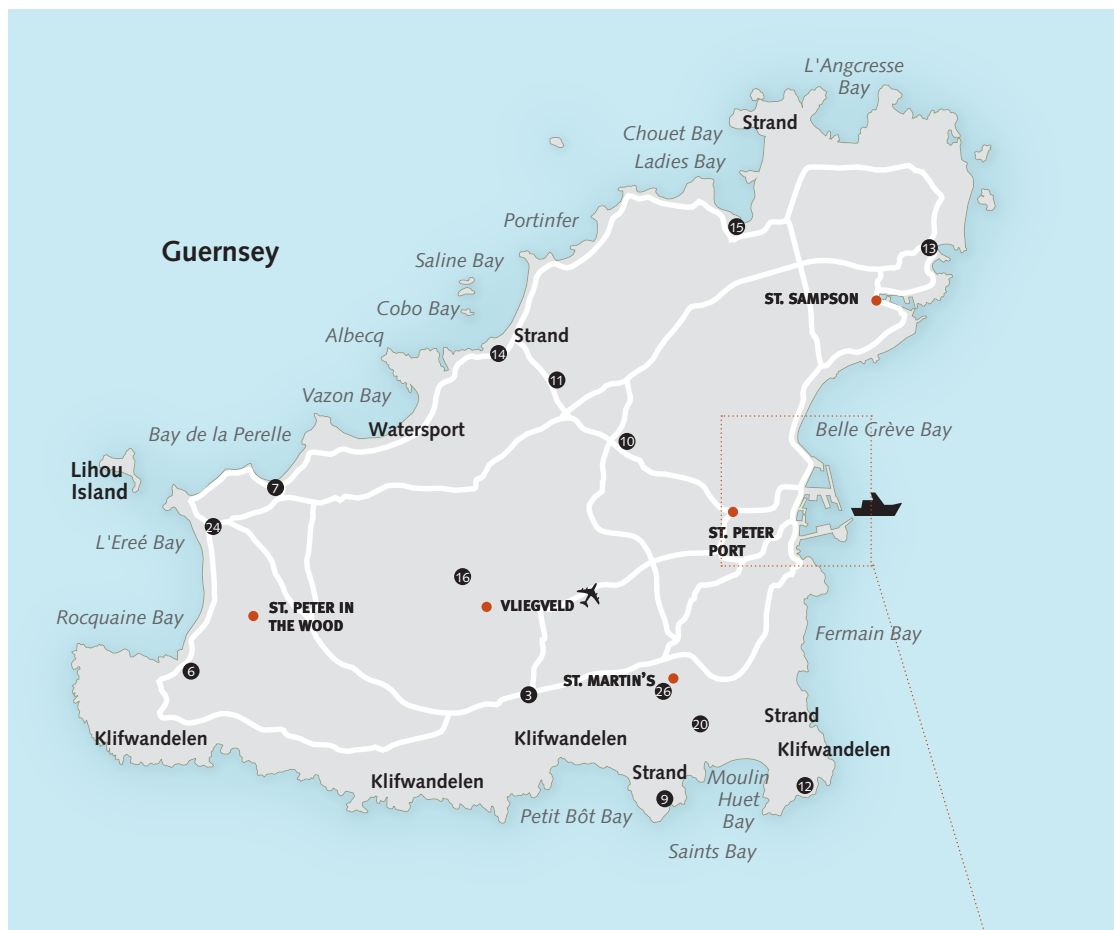 L'Angcresse
Bay
Strand
Chouet Bay
Ladies Bay
Portinfer
15
Guernsey
13
Saline Bay
ST. SAMPSON
Cobo Bay
Albecq
Strand
14
11
Vazon Bay
Watersport
Bay de la Perelle
10
Belle Grève Bay
Lihou
Island
7
24
L'Ereé Bay
ST. PETER
PORT
16
VLIEGVELD
ST. PETER IN
THE WOOD
Rocquaine Bay
Fermain Bay
6
ST. MARTIN'S
26
3
20
Strand
Klifwandelen
Klifwandelen
Klifwandelen
Klifwandelen
Strand
Moulin
Huet
Bay
12
9
Petit Bôt Bay
Saints Bay